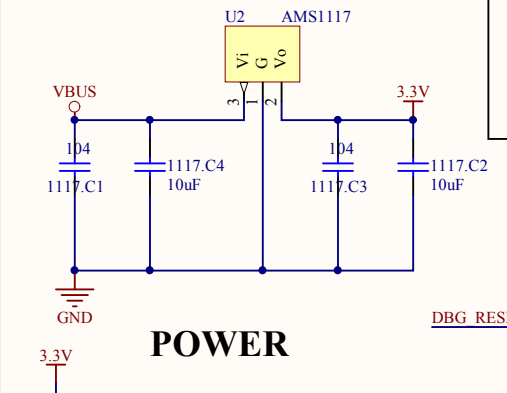 U2 AMS1117
Vi G Vo
3 1 2
VBUS
3.3V
104
1117.C1
1117.C4
10uF
104
1117.C3
1117.C2
10uF
GND
DBG_RES
POWER
3.3V